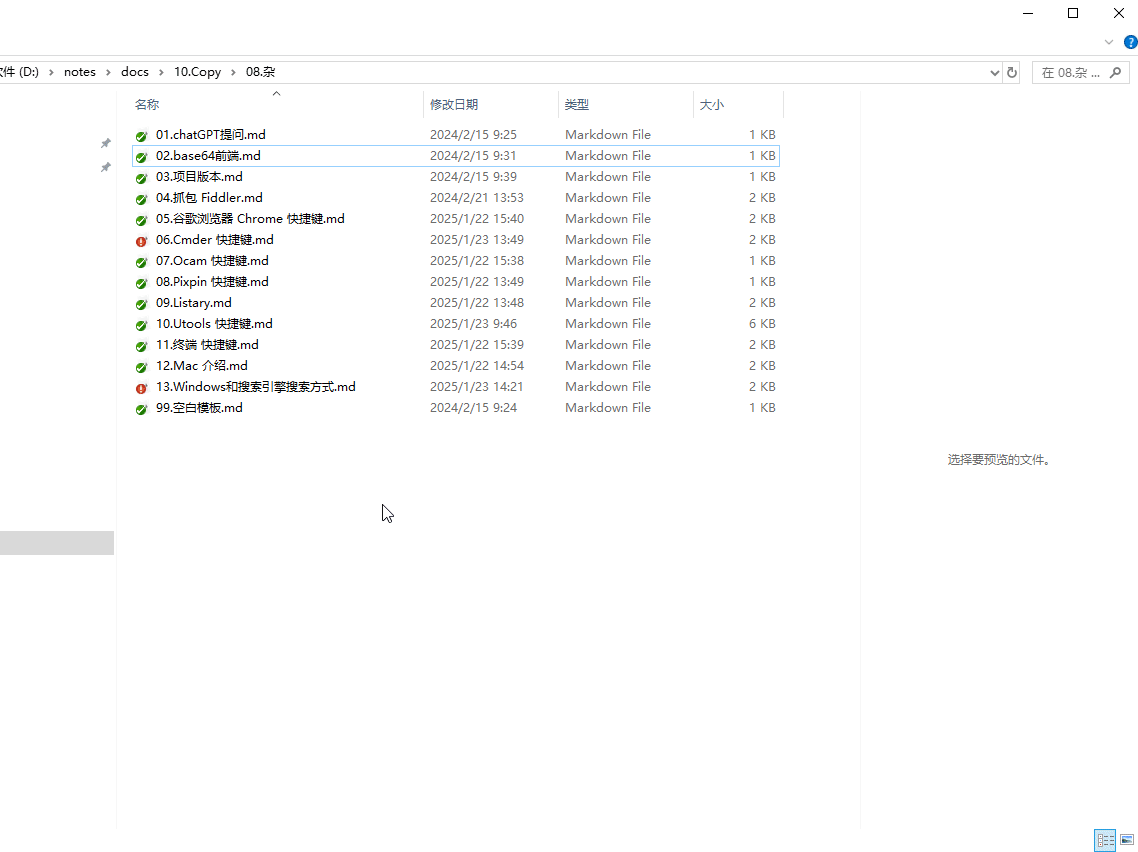 件 (D:) › notes › docs › 10.Copy › 08.杂
在 08.杂 ...
名称 修改日期 类型 大小
01.chatGPT提问.md 2024/2/15 9:25 Markdown File 1 KB
02.base64前端.md 2024/2/15 9:31 Markdown File 1 KB
03.项目版本.md 2024/2/15 9:39 Markdown File 1 KB
04.抓包 Fiddler.md 2024/2/21 13:53 Markdown File 2 KB
05.谷歌浏览器 Chrome 快捷键.md 2025/1/22 15:40 Markdown File 2 KB
06.Cmder 快捷键.md 2025/1/23 13:49 Markdown File 2 KB
07.Ocam 快捷键.md 2025/1/22 15:38 Markdown File 1 KB
08.Pixpin 快捷键.md 2025/1/22 13:49 Markdown File 1 KB
09.Listary.md 2025/1/22 13:48 Markdown File 2 KB
10.Utools 快捷键.md 2025/1/23 9:46 Markdown File 6 KB
11.终端 快捷键.md 2025/1/22 15:39 Markdown File 2 KB
12.Mac 介绍.md 2025/1/22 14:54 Markdown File 2 KB
13.Windows和搜索引擎搜索方式.md 2025/1/23 14:21 Markdown File 2 KB
99.空白模板.md 2024/2/15 9:24 Markdown File 1 KB
选择要预览的文件。